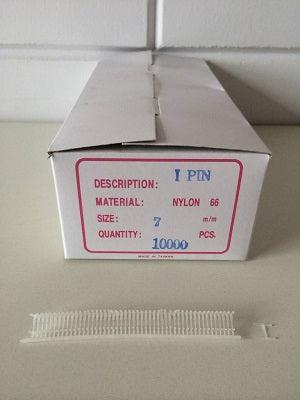 DESCRIPTION: I PIN
MATERIAL: NYLON 66
SIZE: 7 m/m
QUANTITY: 10000 PCS.
MADE IN TAIWAN